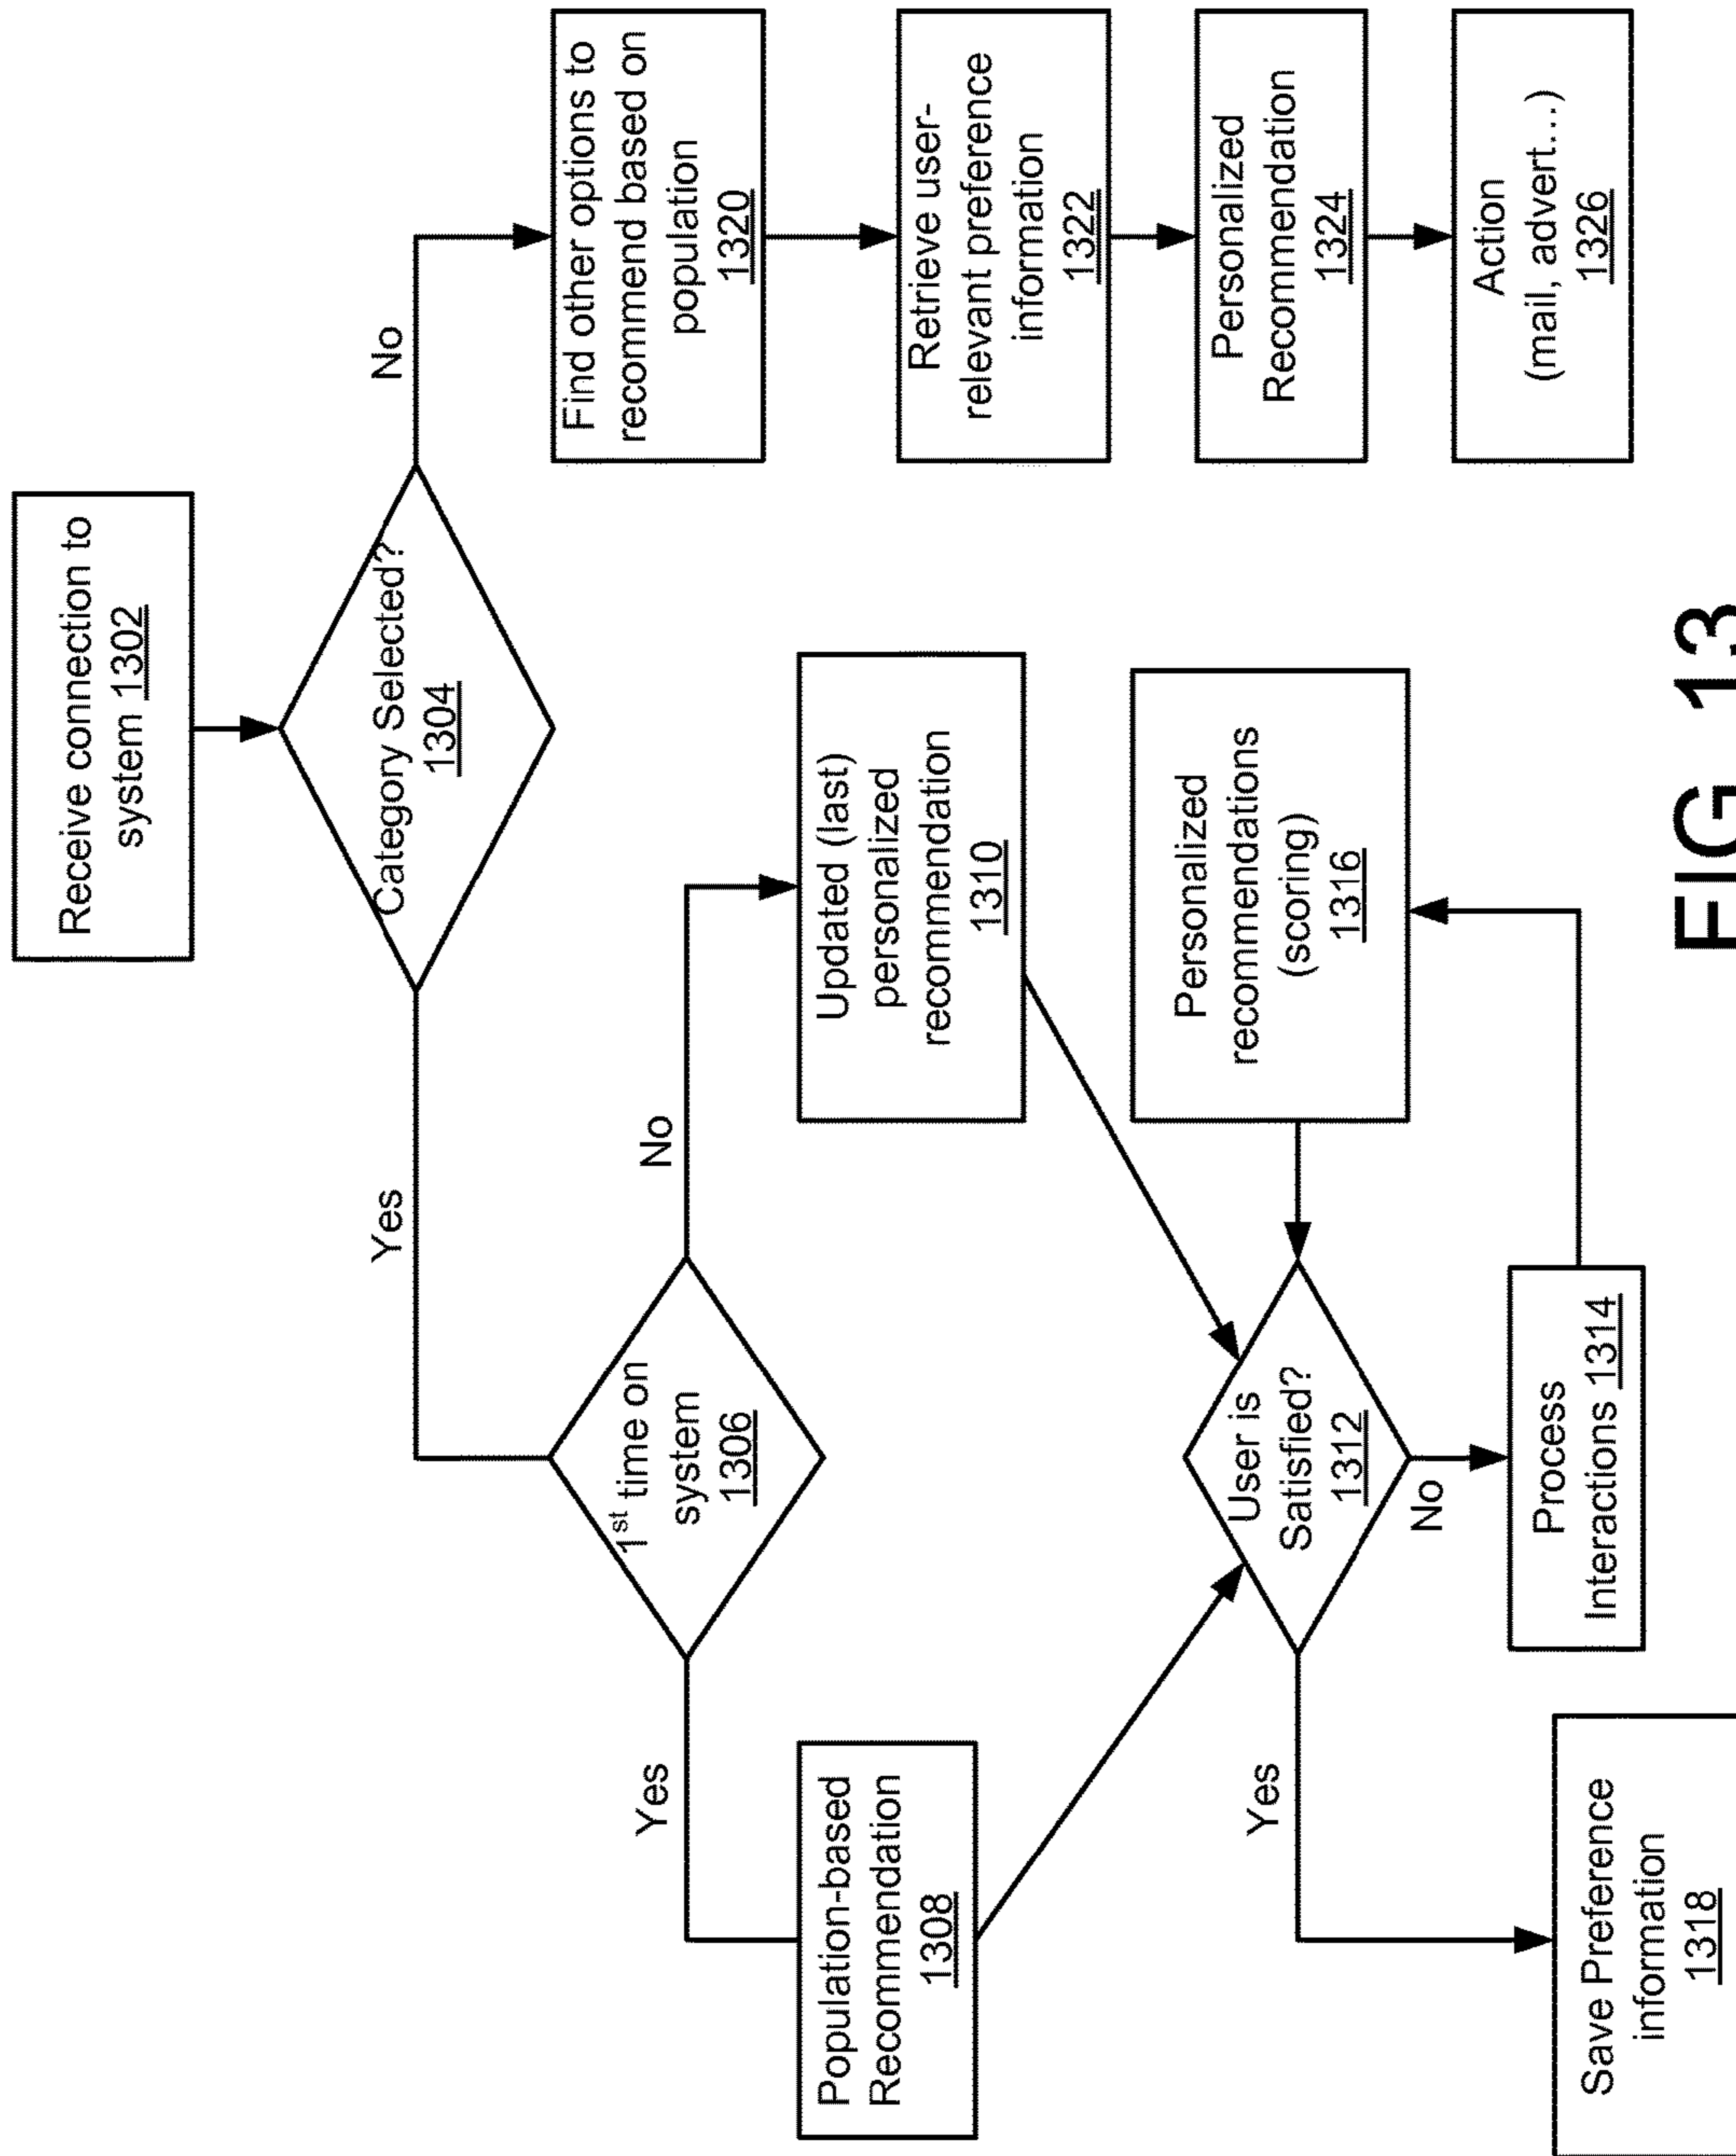 Receive connection to
system 1302
Category Selected?
1304
Yes
No
1st time on
system
1306
Yes
No
Population-based
Recommendation
1308
Updated (last)
personalized
recommendation
1310
User is
Satisfied?
1312
Yes
No
Process
Interactions 1314
Personalized
recommendations
(scoring)
1316
Save Preference
information
1318
Find other options to
recommend based on
population
1320
Retrieve user-
relevant preference
information
1322
Personalized
Recommendation
1324
Action
(mail, advert...)
1326
FIG. 13